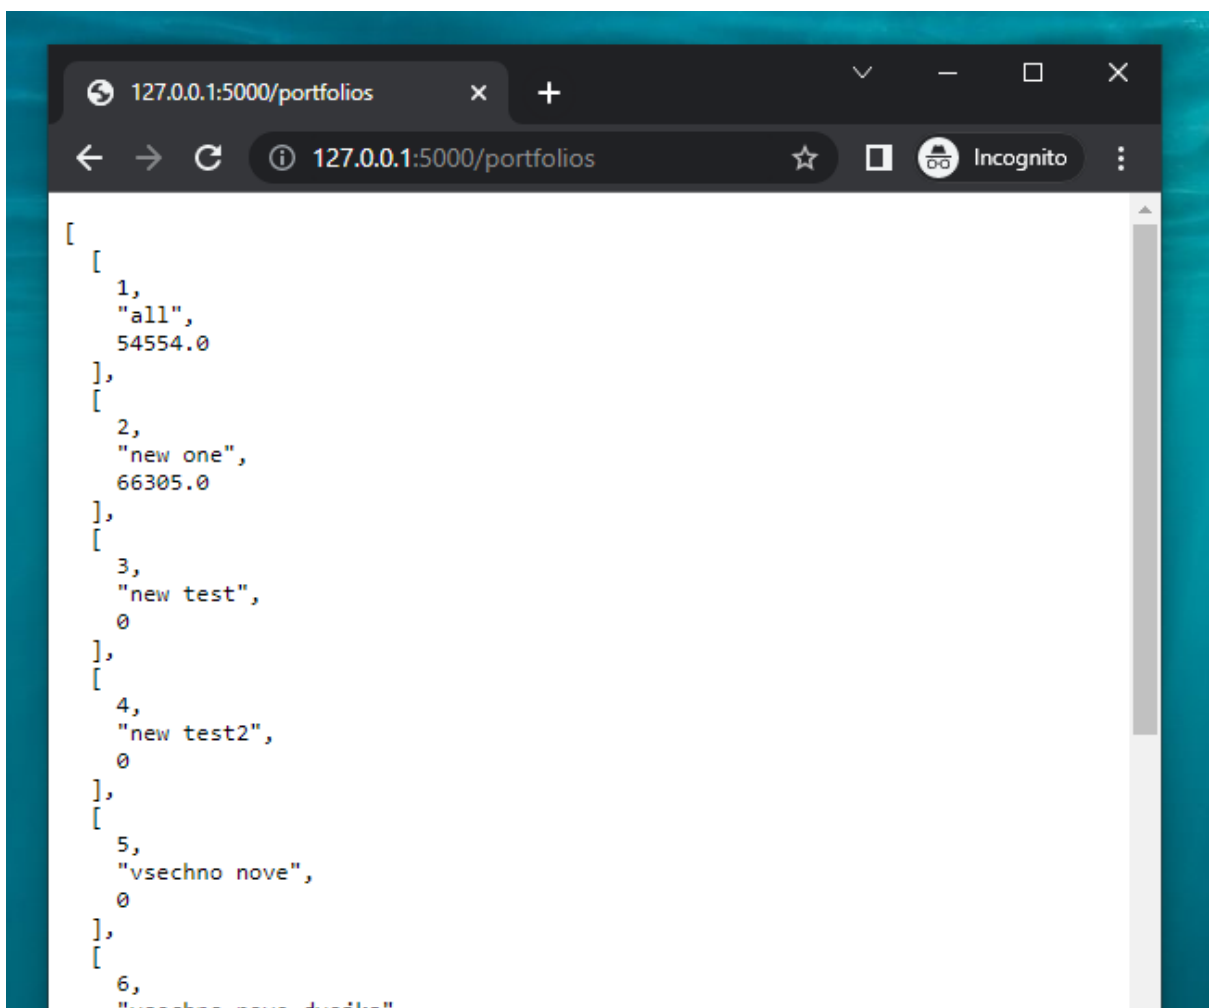 127.0.0.1:5000/portfolios
127.0.0.1:5000/portfolios
Incognito
[
[
1,
"all",
54554.0
],
[
2,
"new one",
66305.0
],
[
3,
"new test",
0
],
[
4,
"new test2",
0
],
[
5,
"vsechno nove",
0
],
[
6,